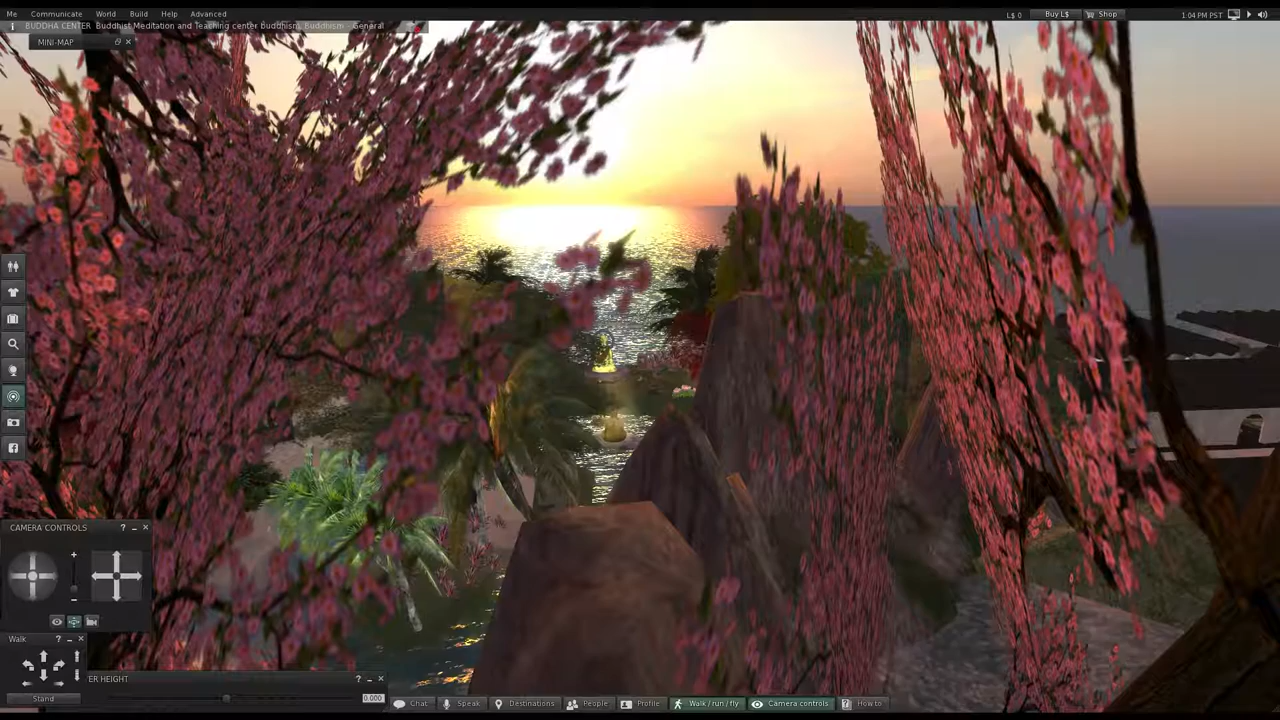 Me Communicate World Build Help Advanced L$ 0 Buy L$ Shop 1:04 PM PST
BUDDHA CENTER Buddhist Meditation and Teaching center buddhism, Buddhism - General
MINI-MAP
CAMERA CONTROLS ?
Walk ?
ER HEIGHT ?
Stand
0.000
Chat Speak Destinations People Profile Walk / run / fly Camera controls ? How to